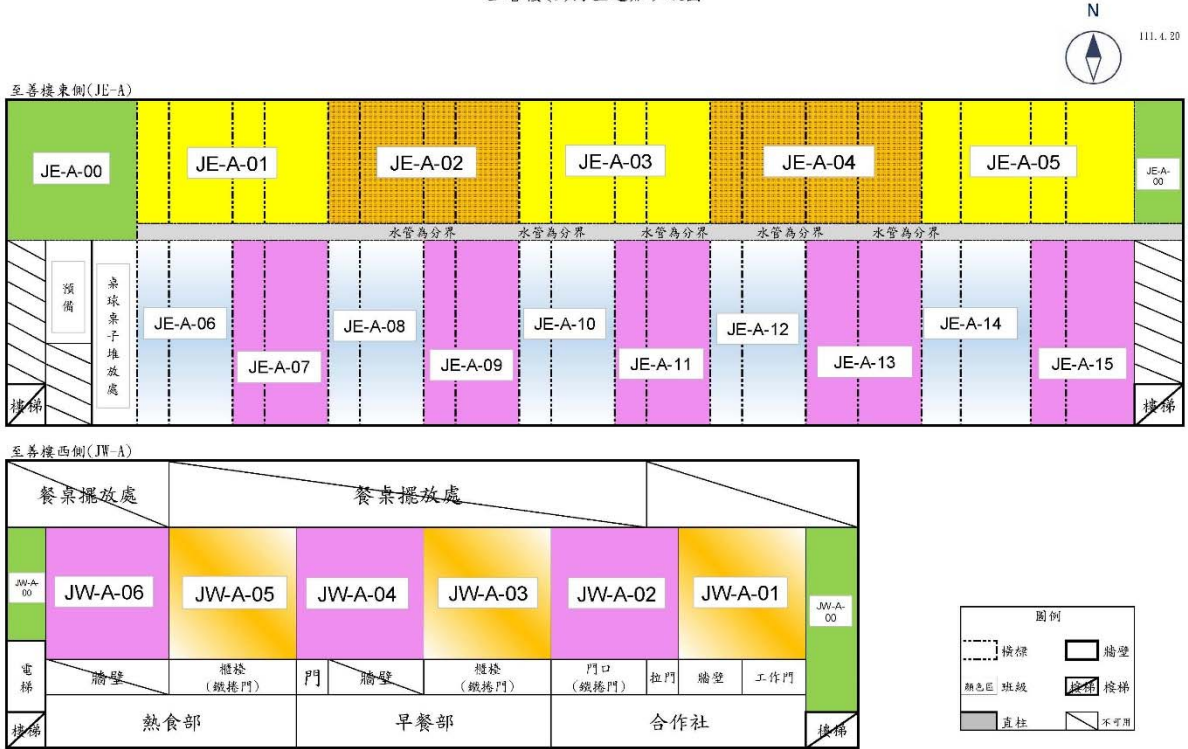 N
111.4.20
至善樓東側(JE-A)
JE-A-00
JE-A-01
JE-A-02
JE-A-03
JE-A-04
JE-A-05
JE-A-
00
水管為分界
水管為分界
水管為分界
水管為分界
水管為分界
預備
桌球桌子堆放處
JE-A-06
JE-A-07
JE-A-08
JE-A-09
JE-A-10
JE-A-11
JE-A-12
JE-A-13
JE-A-14
JE-A-15
樓梯
樓梯
至善樓西側(JW-A)
餐桌擺放處
餐桌擺放處
JW-A-
00
JW-A-06
JW-A-05
JW-A-04
JW-A-03
JW-A-02
JW-A-01
JW-A-
00
電梯
牆壁
櫃檯
(鐵捲門)
門
牆壁
櫃檯
(鐵捲門)
門口
(鐵捲門)
拉門
牆壁
工作門
樓梯
熱食部
早餐部
合作社
樓梯
圖例
橫樑
牆壁
顏色區
班級
樓梯
樓梯
直柱
不可用